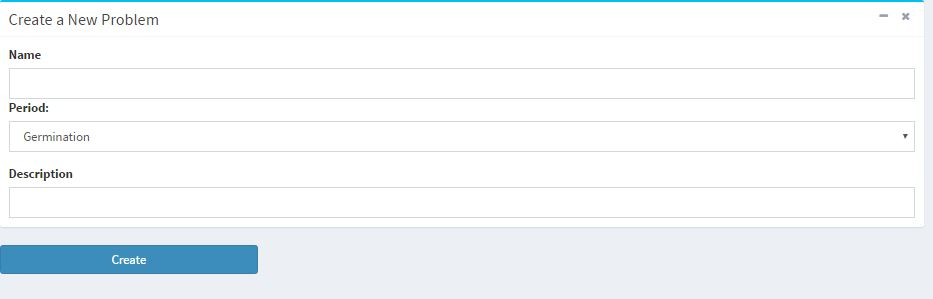 Create a New Problem
Name
Period:
Germination
Description
Create